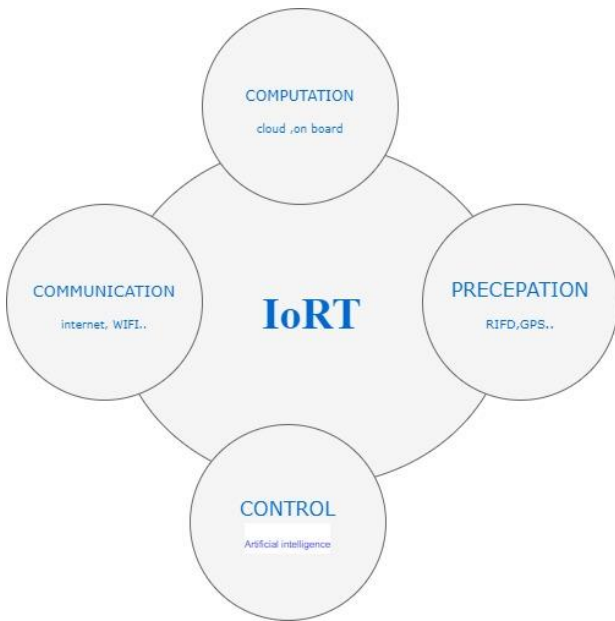 COMPUTATION
cloud ,on board
COMMUNICATION
internet, WIFI..
IoRT
PRECEPATION
RIFD,GPS..
CONTROL
Artificial intelligence